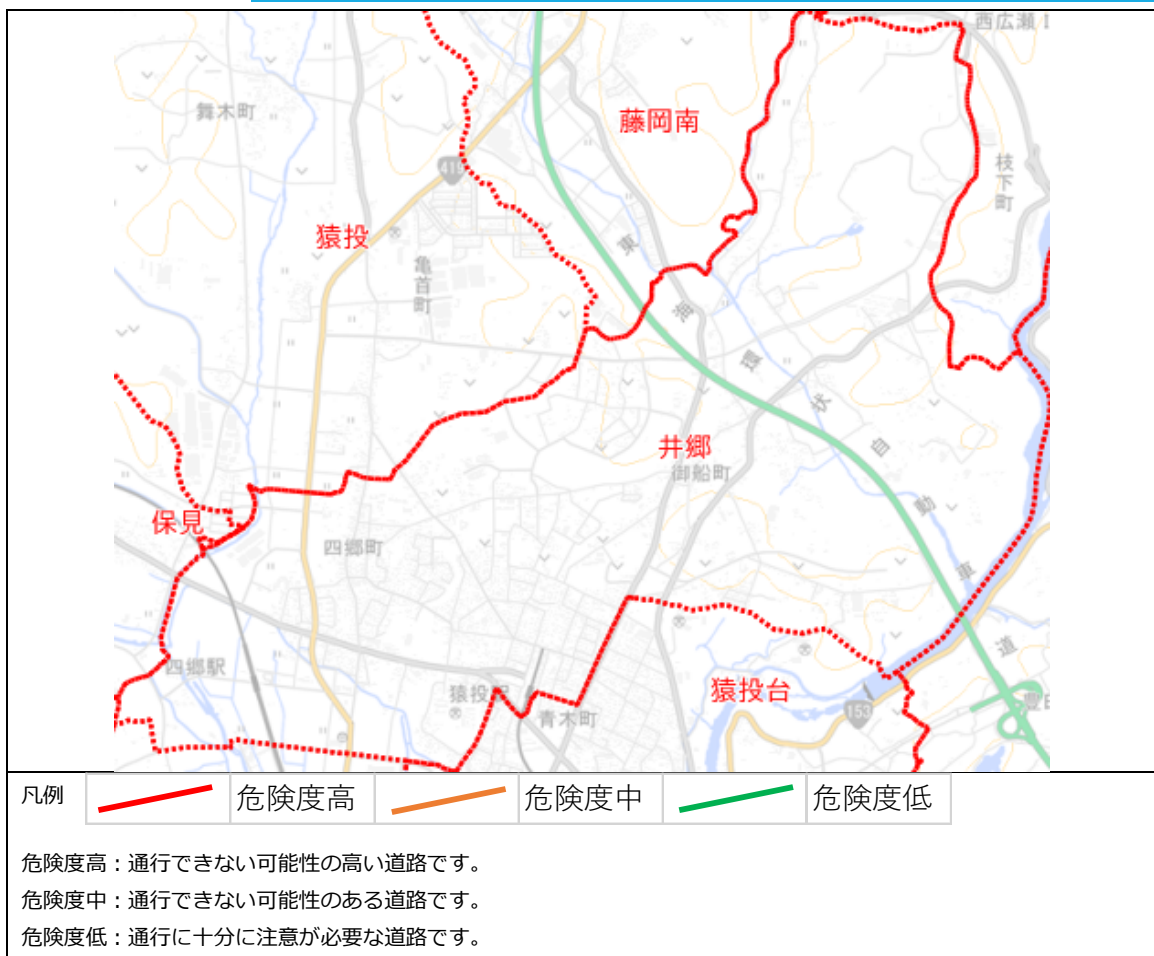 西広瀬
藤岡南
舞木町
枝下町
419
猿投
東
亀首町
海
環
状
井郷
自
御船町
保見
動
四郷町
車
四郷駅
道
猿投台
青木町
153
凡例 危険度高 危険度中 危険度低
危険度高：通行できない可能性の高い道路です。
危険度中：通行できない可能性のある道路です。
危険度低：通行に十分に注意が必要な道路です。